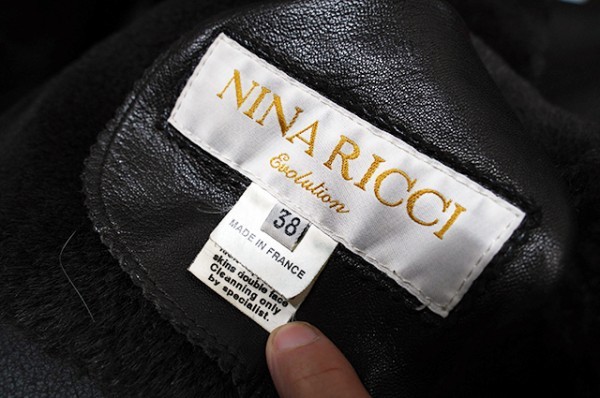 NINA RICCI
Evolution
38
MADE IN FRANCE
skins double face
Cleanning only
by specialist.